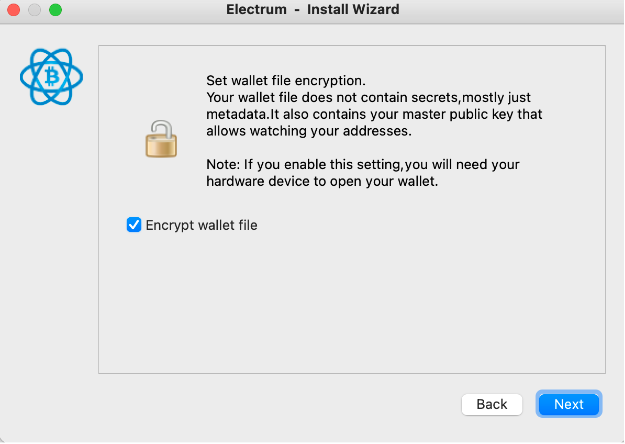 Electrum - Install Wizard
Set wallet file encryption.
Your wallet file does not contain secrets,mostly just
metadata.It also contains your master public key that
allows watching your addresses.
Note: If you enable this setting,you will need your
hardware device to open your wallet.
Encrypt wallet file
Back
Next